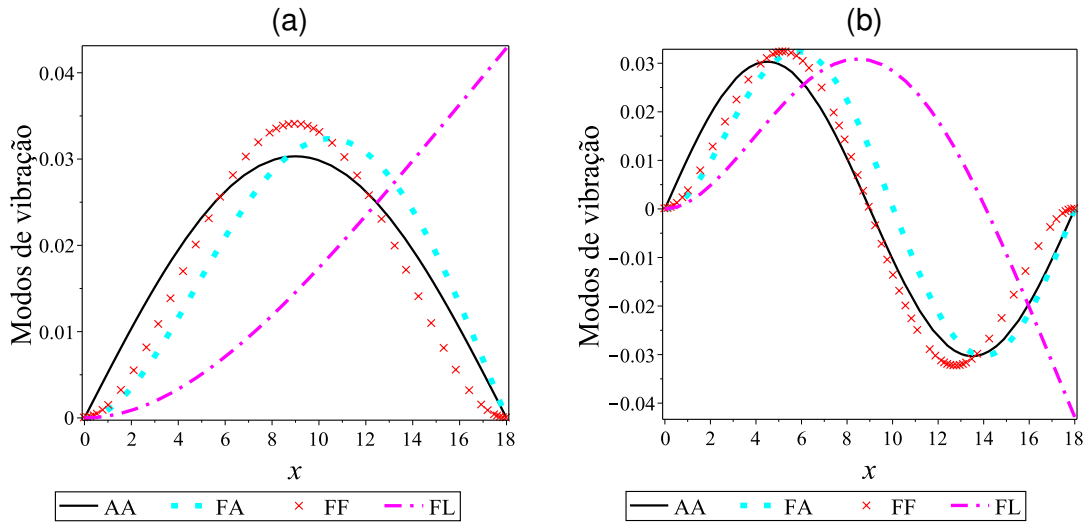 (a)
Modos de vibração
0.04
0.03
0.02
0.01
0
0 2 4 6 8 10 12 14 16 18
x
AA FA FF FL
(b)
Modos de vibração
0.03
0.02
0.01
0
−0.01
−0.02
−0.03
−0.04
0 2 4 6 8 10 12 14 16 18
x
AA FA FF FL